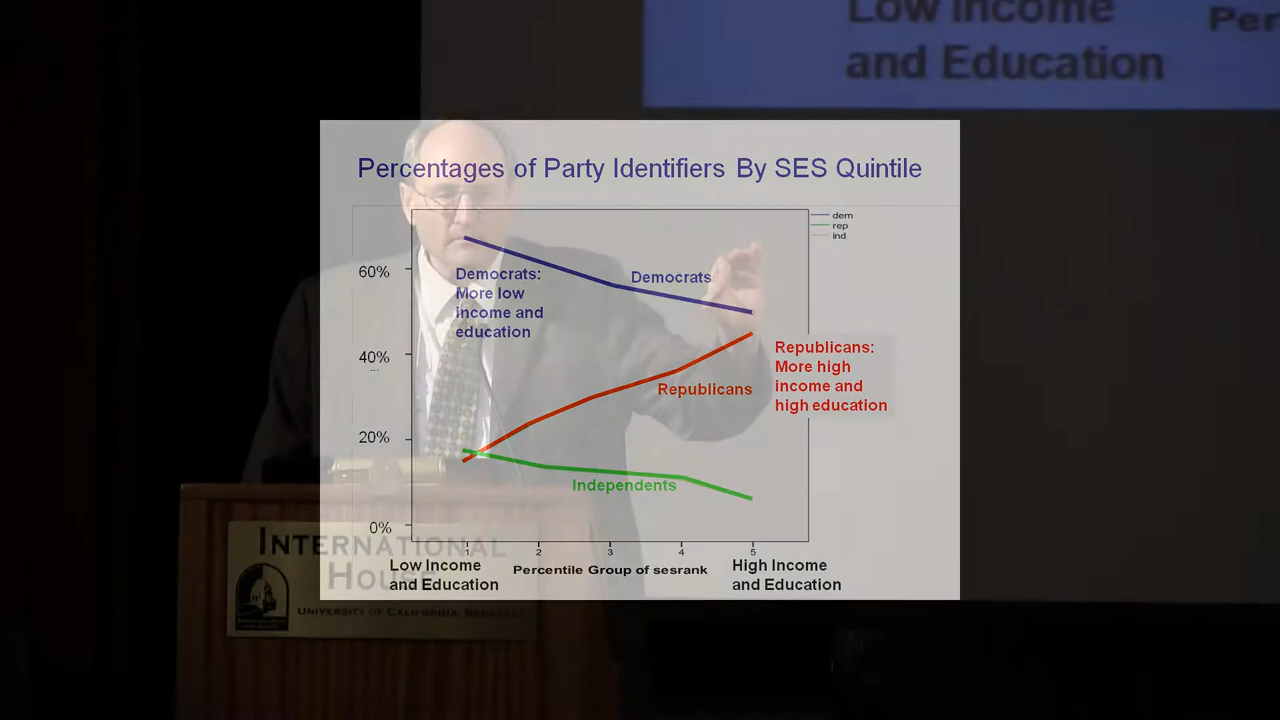 Low Income
and Education
Percentages of Party Identifiers By SES Quintile
dem
rep
ind
60%
40%
20%
0%
Democrats:
More low
income and
education
Democrats
Republicans
Republicans:
More high
income and
high education
Independents
1 2 3 4 5
Low Income
and Education
Percentile Group of sesrank
High Income
and Education
INTERNATIONAL
HOUSE
UNIVERSITY OF CALIFORNIA, BERKELEY